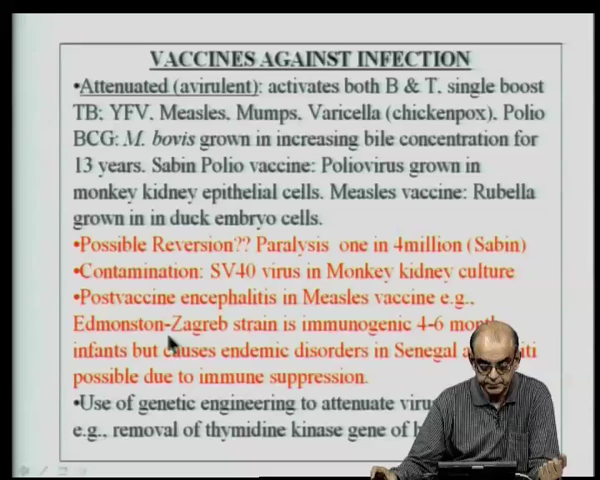 VACCINES AGAINST INFECTION
•Attenuated (avirulent): activates both B & T. single boost
TB; YFV, Measles, Mumps, Varicella (chickenpox), Polio
BCG: M. bovis grown in increasing bile concentration for
13 years. Sabin Polio vaccine: Poliovirus grown in
monkey kidney epithelial cells. Measles vaccine: Rubella
grown in in duck embryo cells.
•Possible Reversion?? Paralysis one in 4million (Sabin)
•Contamination: SV40 virus in Monkey kidney culture
•Postvaccine encephalitis in Measles vaccine e.g.,
Edmonston-Zagreb strain is immunogenic 4-6
infants but causes endemic disorders in Senegal
possible due to immune suppression.
•Use of genetic engineering to attenuate
e.g., removal of thymidine kinase gene of